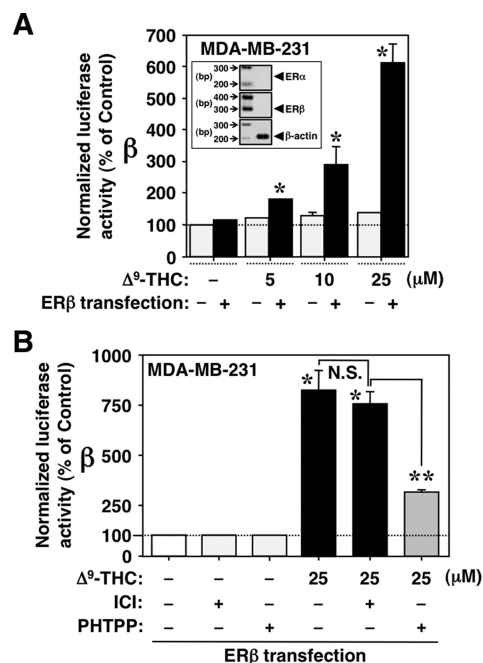 A
MDA-MB-231
Normalized luciferase
activity (% of Control)
β
700
600
500
400
300
200
100
0
(bp) 300 200 ERα
(bp) 400 300 ERβ
(bp) 300 200 β-actin
* * *
Δ⁹-THC: – 5 10 25 (μM)
ERβ transfection: – + – + – + – +
B
MDA-MB-231
Normalized luciferase
activity (% of Control)
β
1000
750
500
250
100
0
* N.S. * **
Δ⁹-THC: – – – 25 25 25 (μM)
ICI: – + – – + –
PHTPP: – – + – – +
ERβ transfection